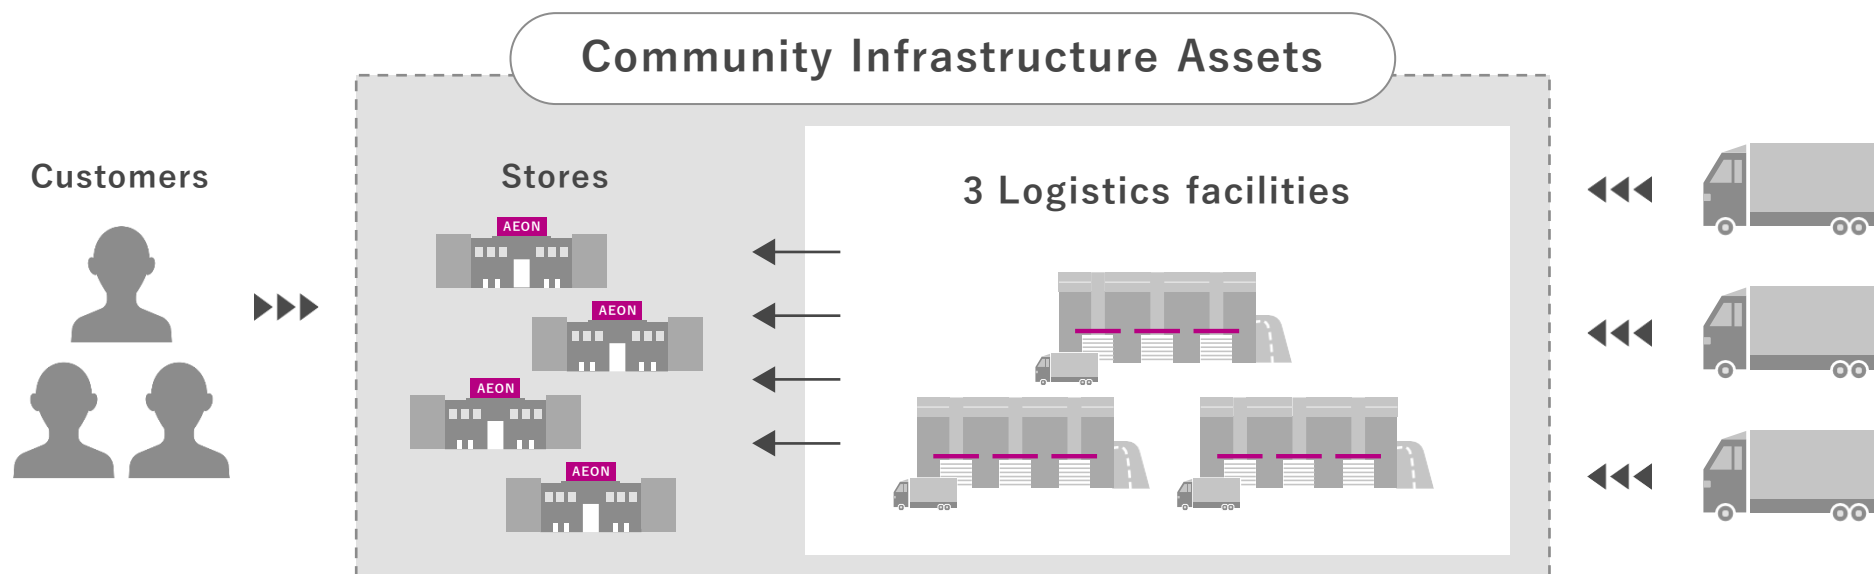 Community Infrastructure Assets
Customers
Stores
3 Logistics facilities
AEON
AEON
AEON
AEON